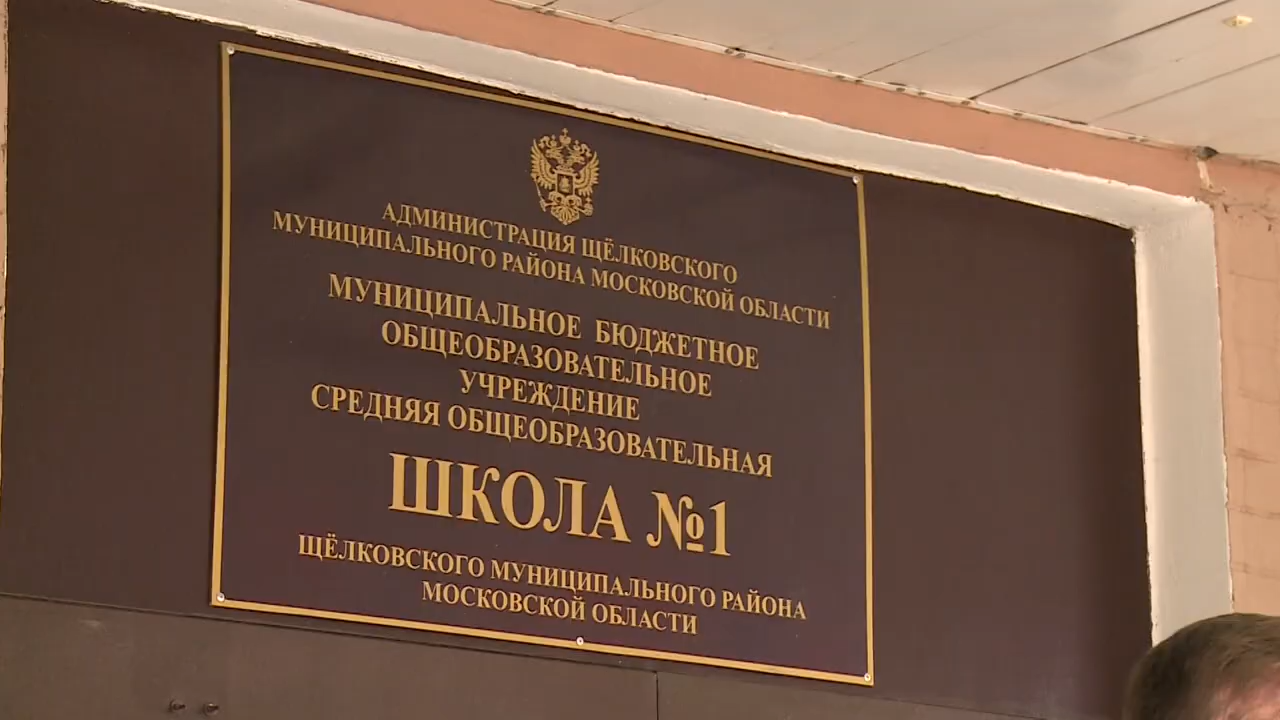 АДМИНИСТРАЦИЯ ЩЁЛКОВСКОГО
МУНИЦИПАЛЬНОГО РАЙОНА МОСКОВСКОЙ ОБЛАСТИ
МУНИЦИПАЛЬНОЕ БЮДЖЕТНОЕ
ОБЩЕОБРАЗОВАТЕЛЬНОЕ
УЧРЕЖДЕНИЕ
СРЕДНЯЯ ОБЩЕОБРАЗОВАТЕЛЬНАЯ
ШКОЛА №1
ЩЁЛКОВСКОГО МУНИЦИПАЛЬНОГО РАЙОНА
МОСКОВСКОЙ ОБЛАСТИ